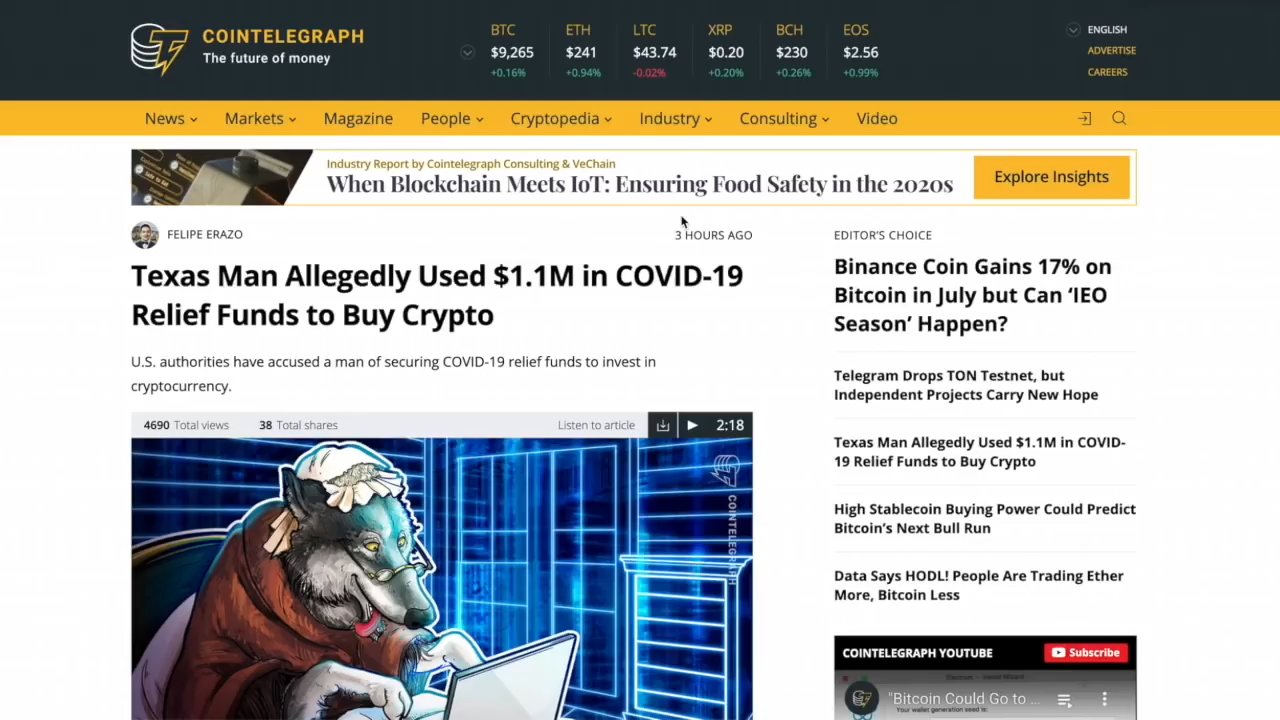 COINTELEGRAPH
The future of money
BTC
$9,265
+0.16%
ETH
$241
+0.94%
LTC
$43.74
-0.02%
XRP
$0.20
+0.20%
BCH
$230
+0.26%
EOS
$2.56
+0.99%
ENGLISH
ADVERTISE
CAREERS
News Markets Magazine People Cryptopedia Industry Consulting Video
Industry Report by Cointelegraph Consulting & VeChain
When Blockchain Meets IoT: Ensuring Food Safety in the 2020s
Explore Insights
FELIPE ERAZO
3 HOURS AGO
Texas Man Allegedly Used $1.1M in COVID-19
Relief Funds to Buy Crypto
U.S. authorities have accused a man of securing COVID-19 relief funds to invest in
cryptocurrency.
4690 Total views 38 Total shares Listen to article 2:18
COINTELEGRAPH
EDITOR'S CHOICE
Binance Coin Gains 17% on
Bitcoin in July but Can ‘IEO
Season’ Happen?
Telegram Drops TON Testnet, but
Independent Projects Carry New Hope
Texas Man Allegedly Used $1.1M in COVID-
19 Relief Funds to Buy Crypto
High Stablecoin Buying Power Could Predict
Bitcoin’s Next Bull Run
Data Says HODL! People Are Trading Ether
More, Bitcoin Less
COINTELEGRAPH YOUTUBE
Subscribe
"Bitcoin Could Go to ...
Your wallet generation seed is: